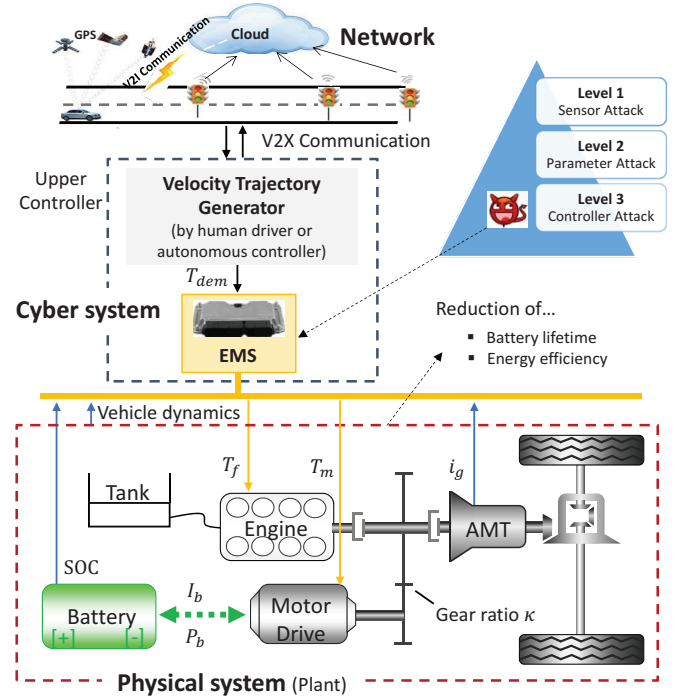 GPS
V2I Communication
Cloud
Network
Level 1
Sensor Attack
Level 2
Parameter Attack
Level 3
Controller Attack
V2X Communication
Upper
Controller
Velocity Trajectory
Generator
(by human driver or
autonomous controller)
T_dem
Cyber system
EMS
Reduction of...
▪ Battery lifetime
▪ Energy efficiency
Vehicle dynamics
T_f
T_m
i_g
Tank
Engine
AMT
SOC
Battery
[+]
[-]
I_b
P_b
Motor
Drive
Gear ratio κ
Physical system (Plant)